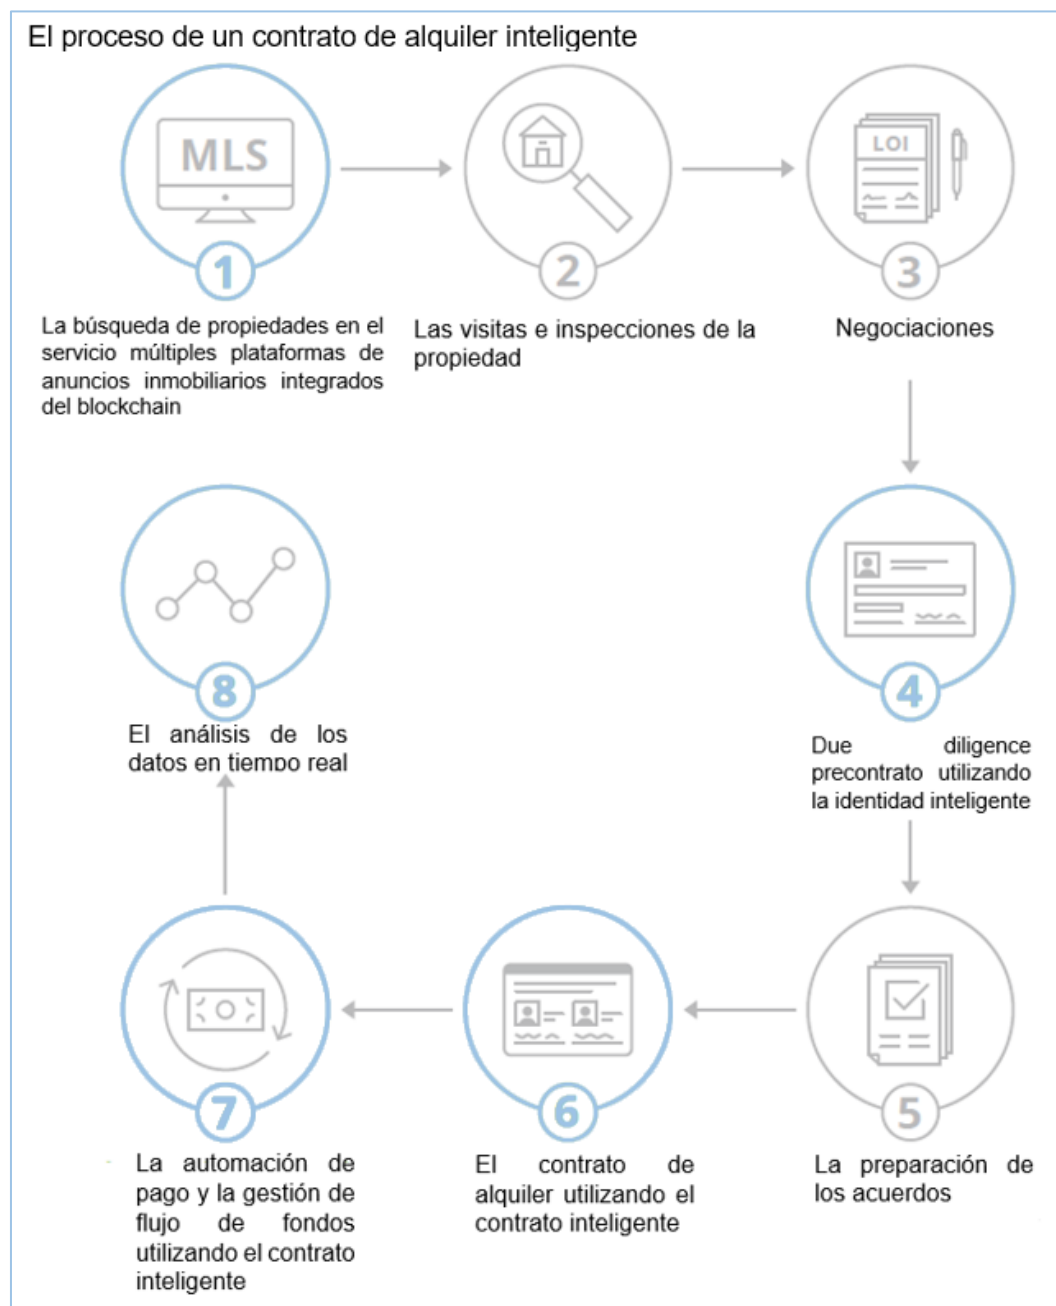 El proceso de un contrato de alquiler inteligente
MLS
1
La búsqueda de propiedades en el
servicio múltiples plataformas de
anuncios inmobiliarios integrados
del blockchain
2
Las visitas e inspecciones de la
propiedad
LOI
3
Negociaciones
4
Due diligence
precontrato utilizando
la identidad inteligente
5
La preparación de
los acuerdos
6
El contrato de
alquiler utilizando el
contrato inteligente
7
La automación de
pago y la gestión de
flujo de fondos
utilizando el contrato
inteligente
8
El análisis de los
datos en tiempo real